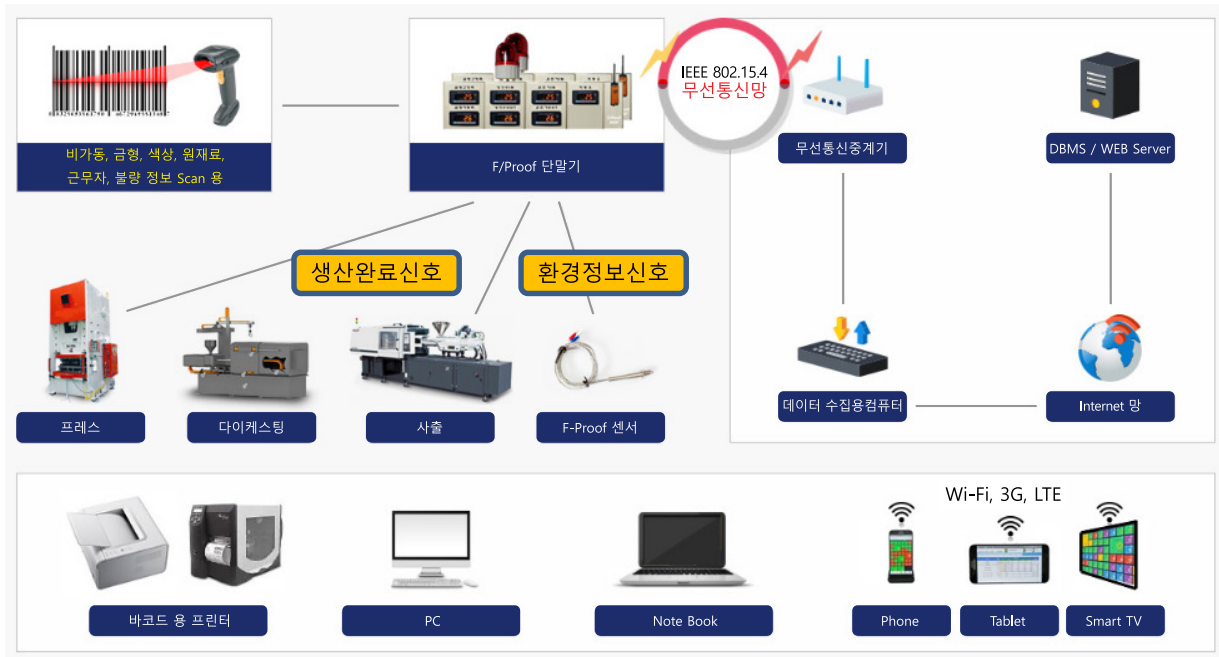 비가동, 금형, 색상, 원재료,
근무자, 불량 정보 Scan 용
F/Proof 단말기
IEEE 802.15.4
무선통신망
무선통신중계기
DBMS / WEB Server
생산완료신호
환경정보신호
프레스
다이케스팅
사출
F-Proof 센서
데이터 수집용컴퓨터
Internet 망
Wi-Fi, 3G, LTE
바코드 용 프린터
PC
Note Book
Phone
Tablet
Smart TV